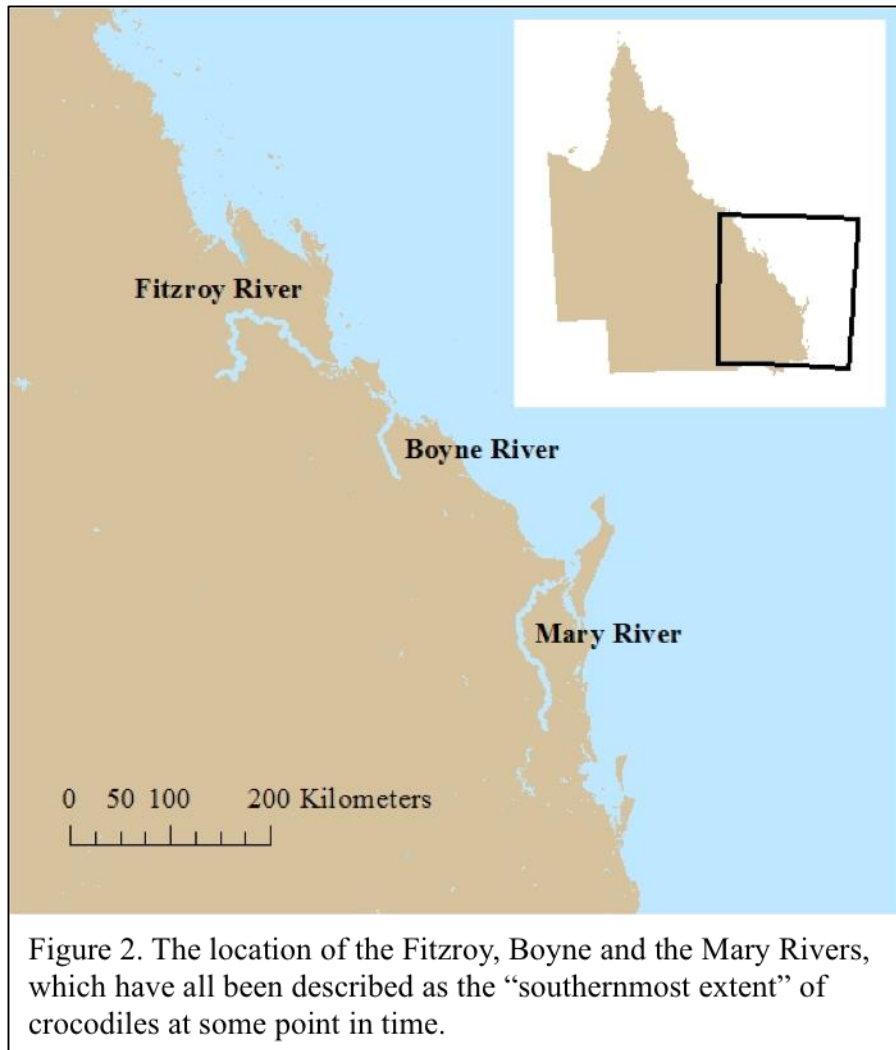 Fitzroy River
Boyne River
Mary River
0 50 100 200 Kilometers
Figure 2. The location of the Fitzroy, Boyne and the Mary Rivers,
which have all been described as the “southernmost extent” of
crocodiles at some point in time.